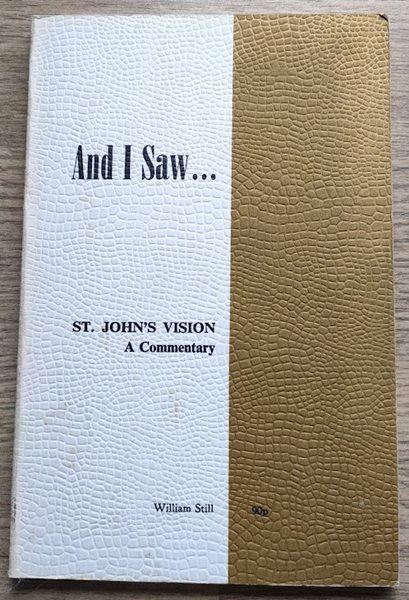 And I Saw...
ST. JOHN'S VISION
A Commentary
William Still 90p